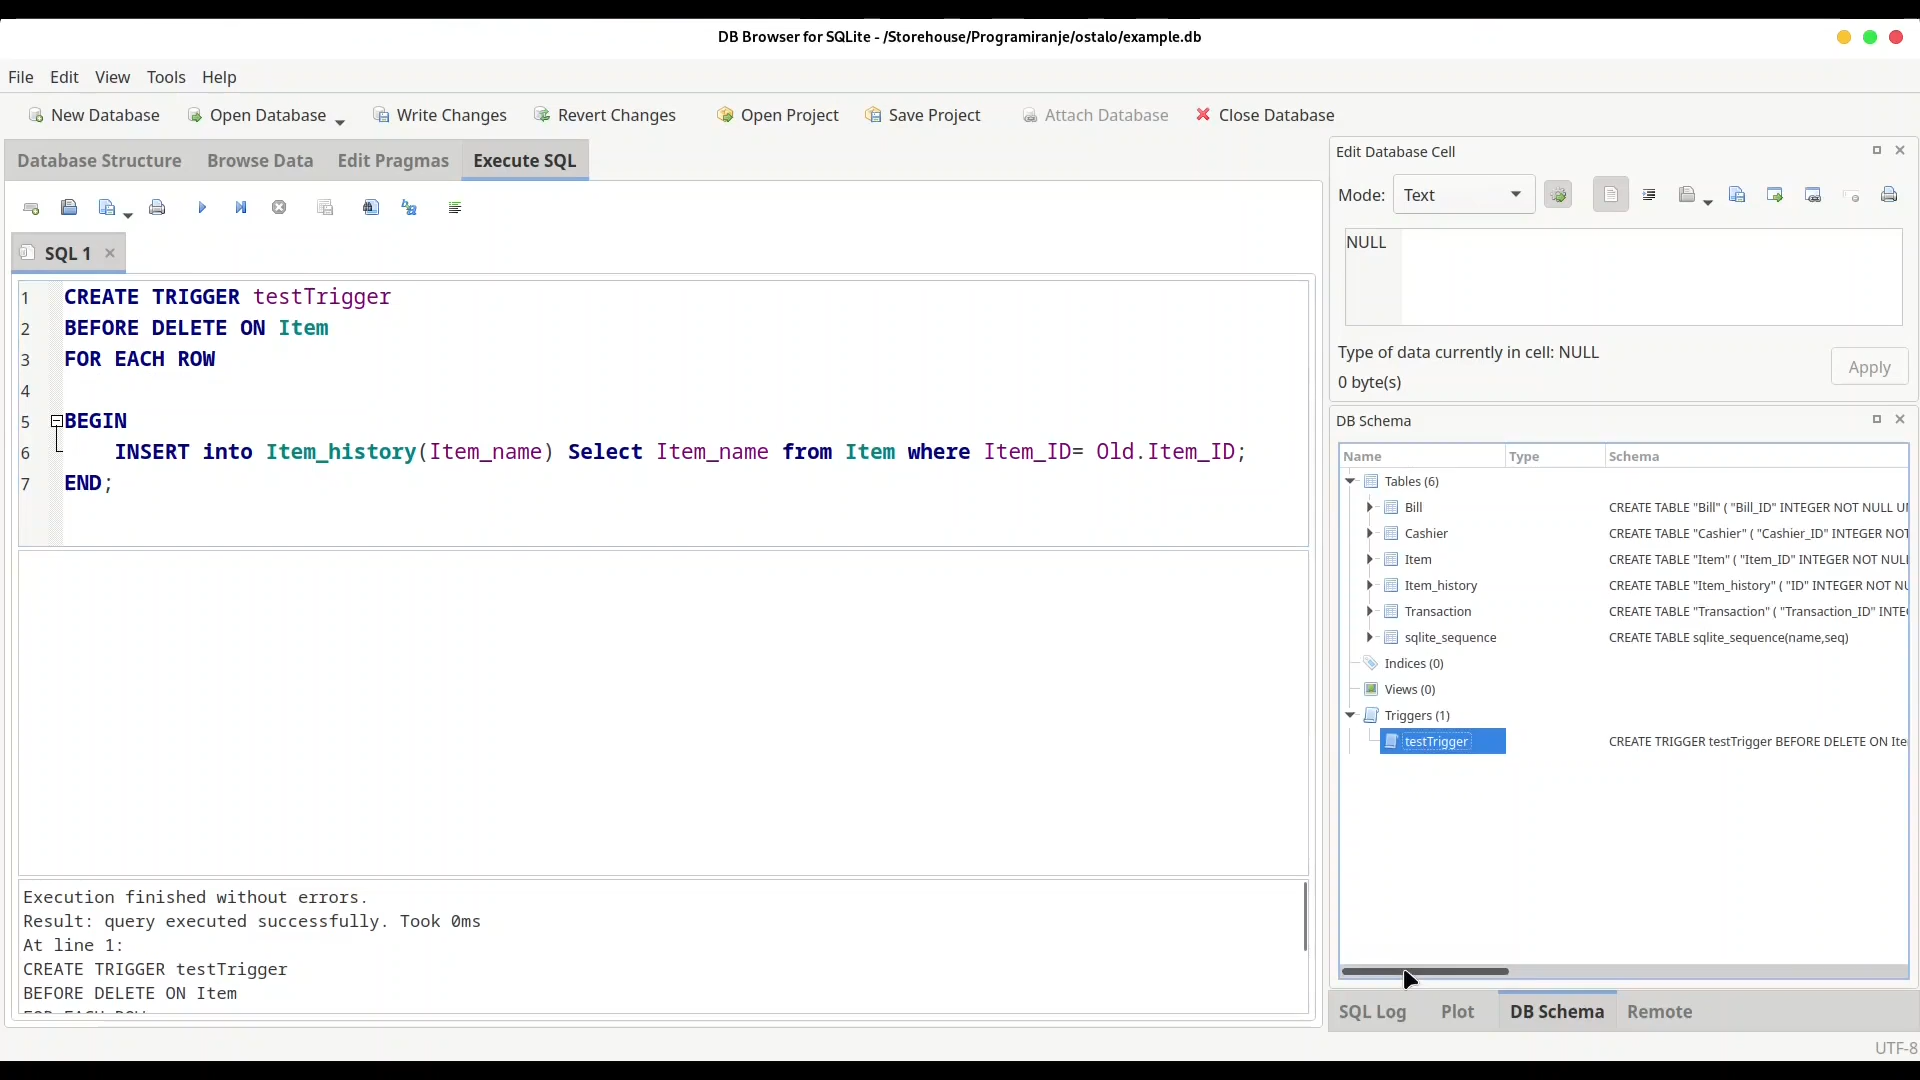 DB Browser for SQLite - /Storehouse/Programiranje/ostalo/example.db
File Edit View Tools Help
New Database Open Database Write Changes Revert Changes Open Project Save Project Attach Database Close Database
Database Structure Browse Data Edit Pragmas Execute SQL
SQL 1
1 CREATE TRIGGER testTrigger
2 BEFORE DELETE ON Item
3 FOR EACH ROW
4
5 BEGIN
6 INSERT into Item_history(Item_name) Select Item_name from Item where Item_ID= Old.Item_ID;
7 END;
Execution finished without errors.
Result: query executed successfully. Took 0ms
At line 1:
CREATE TRIGGER testTrigger
BEFORE DELETE ON Item
FOR EACH ROW
Edit Database Cell
Mode: Text
NULL
Type of data currently in cell: NULL
0 byte(s)
Apply
DB Schema
Name Type Schema
Tables (6)
Bill CREATE TABLE "Bill" ( "Bill_ID" INTEGER NOT NULL U
Cashier CREATE TABLE "Cashier" ( "Cashier_ID" INTEGER NOT
Item CREATE TABLE "Item" ( "Item_ID" INTEGER NOT NULL
Item_history CREATE TABLE "Item_history" ( "ID" INTEGER NOT NU
Transaction CREATE TABLE "Transaction" ( "Transaction_ID" INTE
sqlite_sequence CREATE TABLE sqlite_sequence(name,seq)
Indices (0)
Views (0)
Triggers (1)
testTrigger CREATE TRIGGER testTrigger BEFORE DELETE ON Ite
SQL Log Plot DB Schema Remote
UTF-8